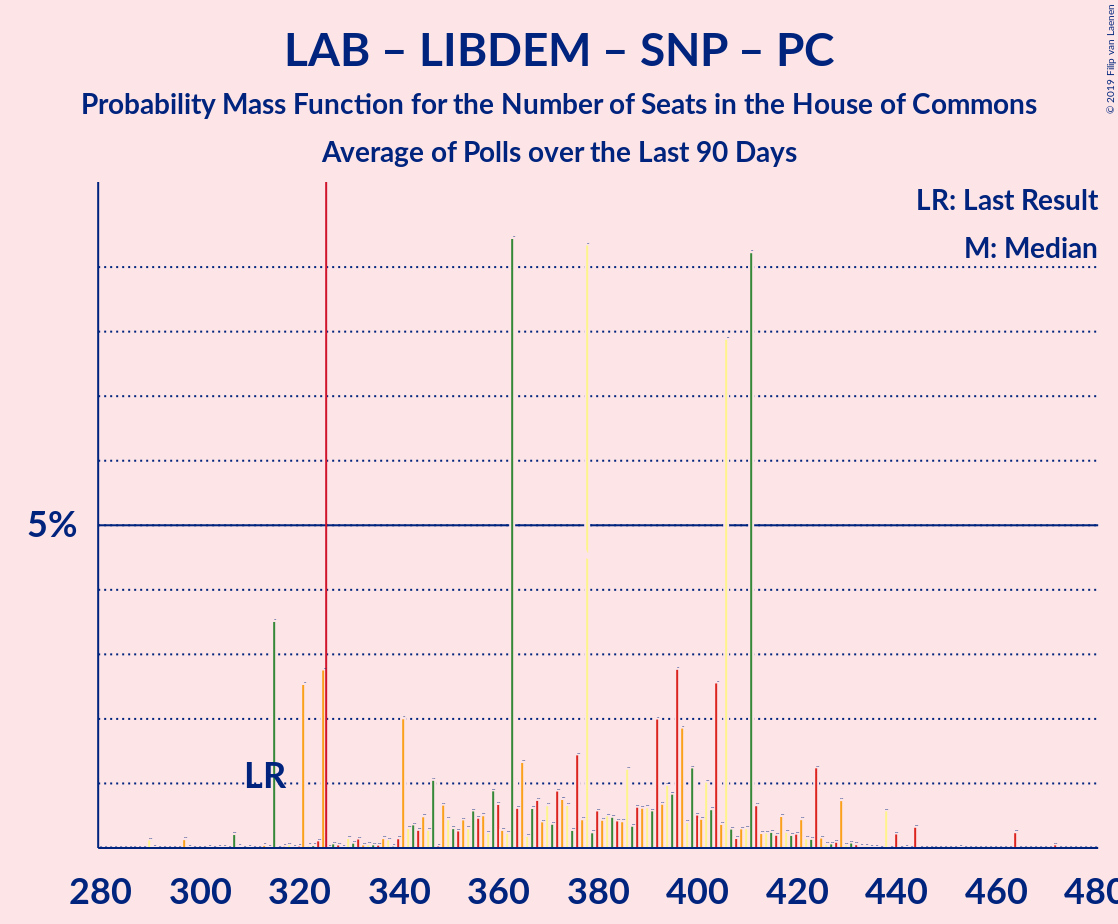 LAB – LIBDEM – SNP – PC
Probability Mass Function for the Number of Seats in the House of Commons
Average of Polls over the Last 90 Days
© 2019 Filip van Laenen
LR: Last Result
M: Median
5%
LR
280 300 320 340 360 380 400 420 440 460 480